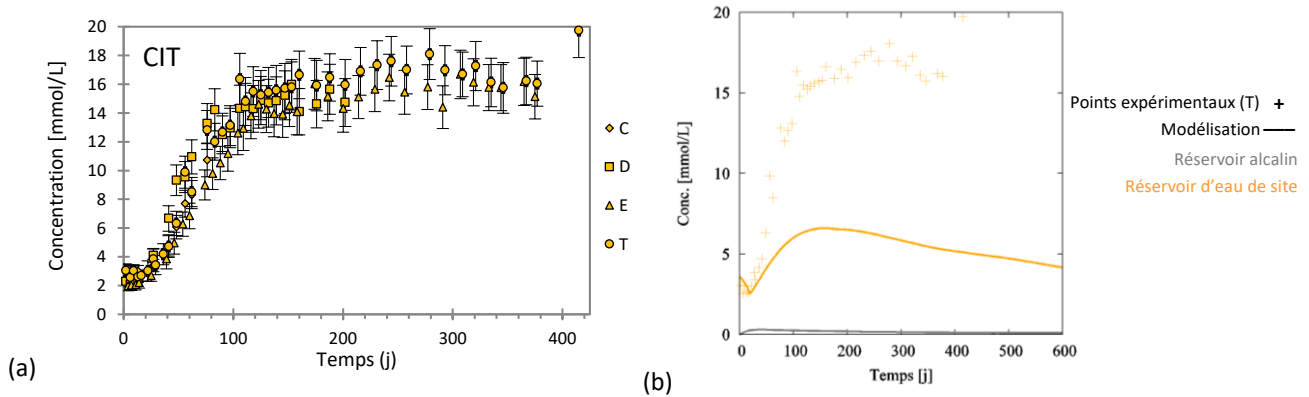 CIT
Concentration [mmol/L]
20
18
16
14
12
10
8
6
4
2
0
0
100
200
300
400
Temps (j)
C
D
E
T
(a)
Conc. [mmol/L]
20
15
10
5
0
0
100
200
300
400
500
600
Temps [j]
Points expérimentaux (T)
Modélisation
Réservoir alcalin
Réservoir d'eau de site
(b)